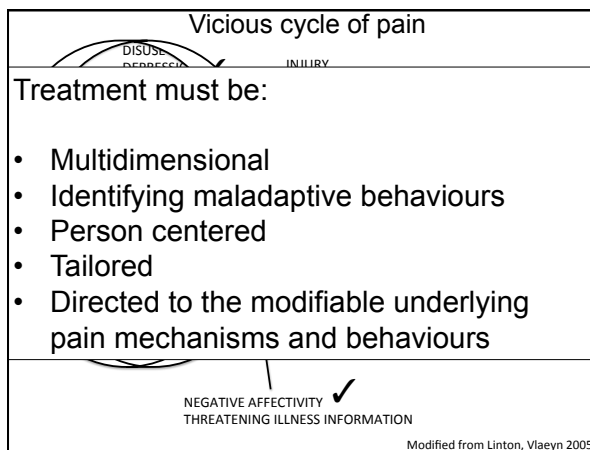 Vicious cycle of pain
DISUSE
DEPRESSION INJURY
Treatment must be:
• Multidimensional
• Identifying maladaptive behaviours
• Person centered
• Tailored
• Directed to the modifiable underlying
pain mechanisms and behaviours
NEGATIVE AFFECTIVITY ✓
THREATENING ILLNESS INFORMATION
Modified from Linton, Vlaeyn 2005